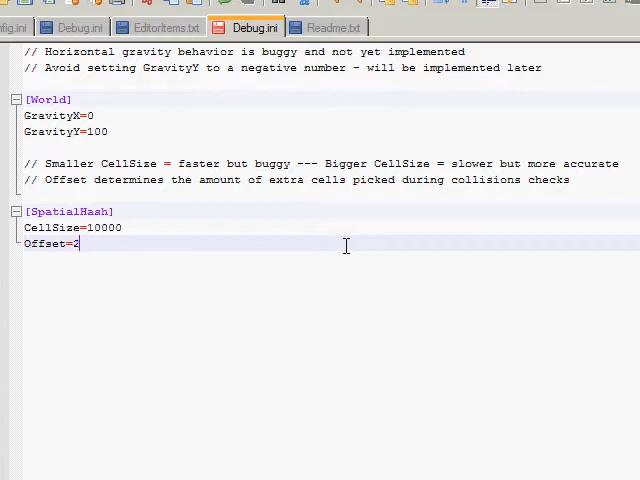 nfig.ini Debug.ini EditorItems.txt Debug.ini Readme.txt
// Horizontal gravity behavior is buggy and not yet implemented
// Avoid setting GravityY to a negative number - will be implemented later
[World]
GravityX=0
GravityY=100
// Smaller CellSize = faster but buggy --- Bigger CellSize = slower but more accurate
// Offset determines the amount of extra cells picked during collisions checks
[SpatialHash]
CellSize=10000
Offset=2